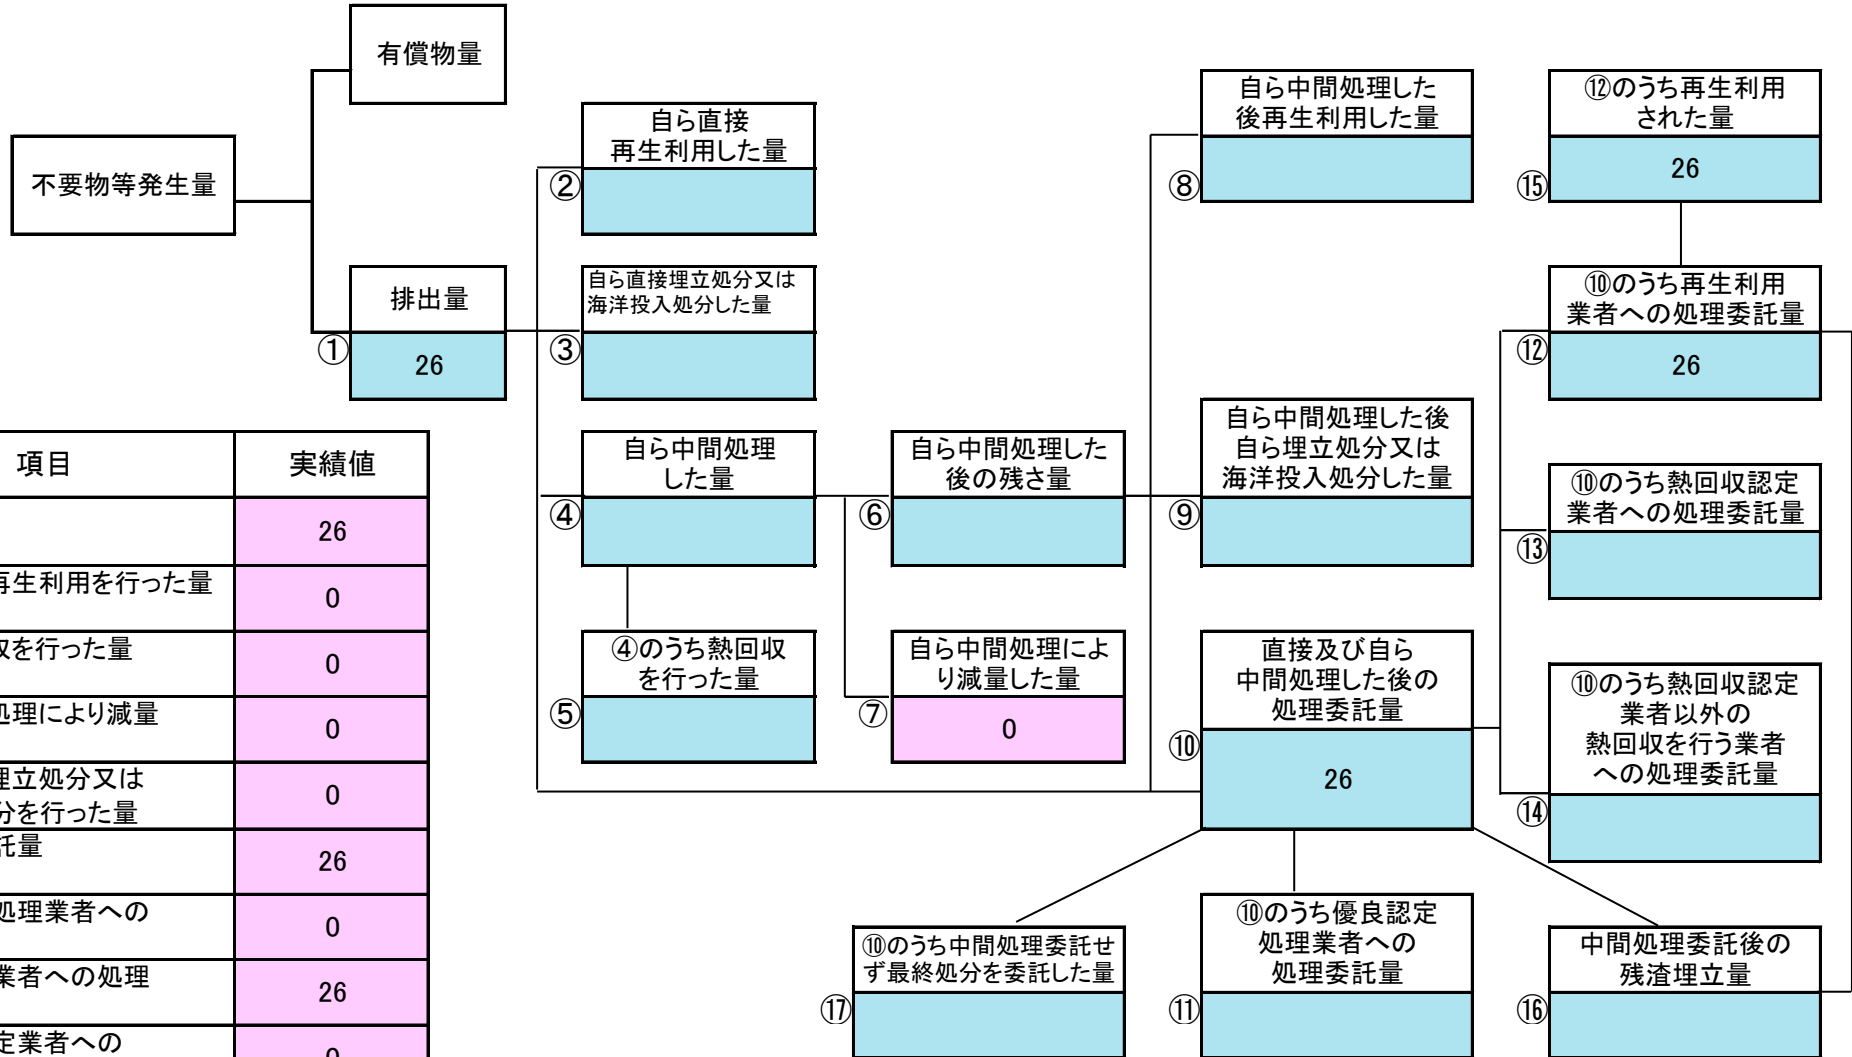 有償物量
不要物等発生量
排出量
①
26
自ら直接
再生利用した量
②
自ら直接埋立処分又は
海洋投入処分した量
③
自ら中間処理
した量
④
④のうち熱回収
を行った量
⑤
自ら中間処理した
後の残さ量
⑥
自ら中間処理によ
り減量した量
⑦
0
自ら中間処理した
後再生利用した量
⑧
自ら中間処理した後
自ら埋立処分又は
海洋投入処分した量
⑨
直接及び自ら
中間処理した後の
処理委託量
⑩
26
⑫のうち再生利用
された量
⑮
26
⑩のうち再生利用
業者への処理委託量
⑫
26
⑩のうち熱回収認定
業者への処理委託量
⑬
⑩のうち熱回収認定
業者以外の
熱回収を行う業者
への処理委託量
⑭
⑩のうち中間処理委託せ
ず最終処分を委託した量
⑰
⑩のうち優良認定
処理業者への
処理委託量
⑪
中間処理委託後の
残渣埋立量
⑯
項目 実績値
26
再生利用を行った量 0
を行った量 0
処理により減量 0
埋立処分又は
分を行った量 0
託量 26
処理業者への 0
業者への処理 26
定業者への 0